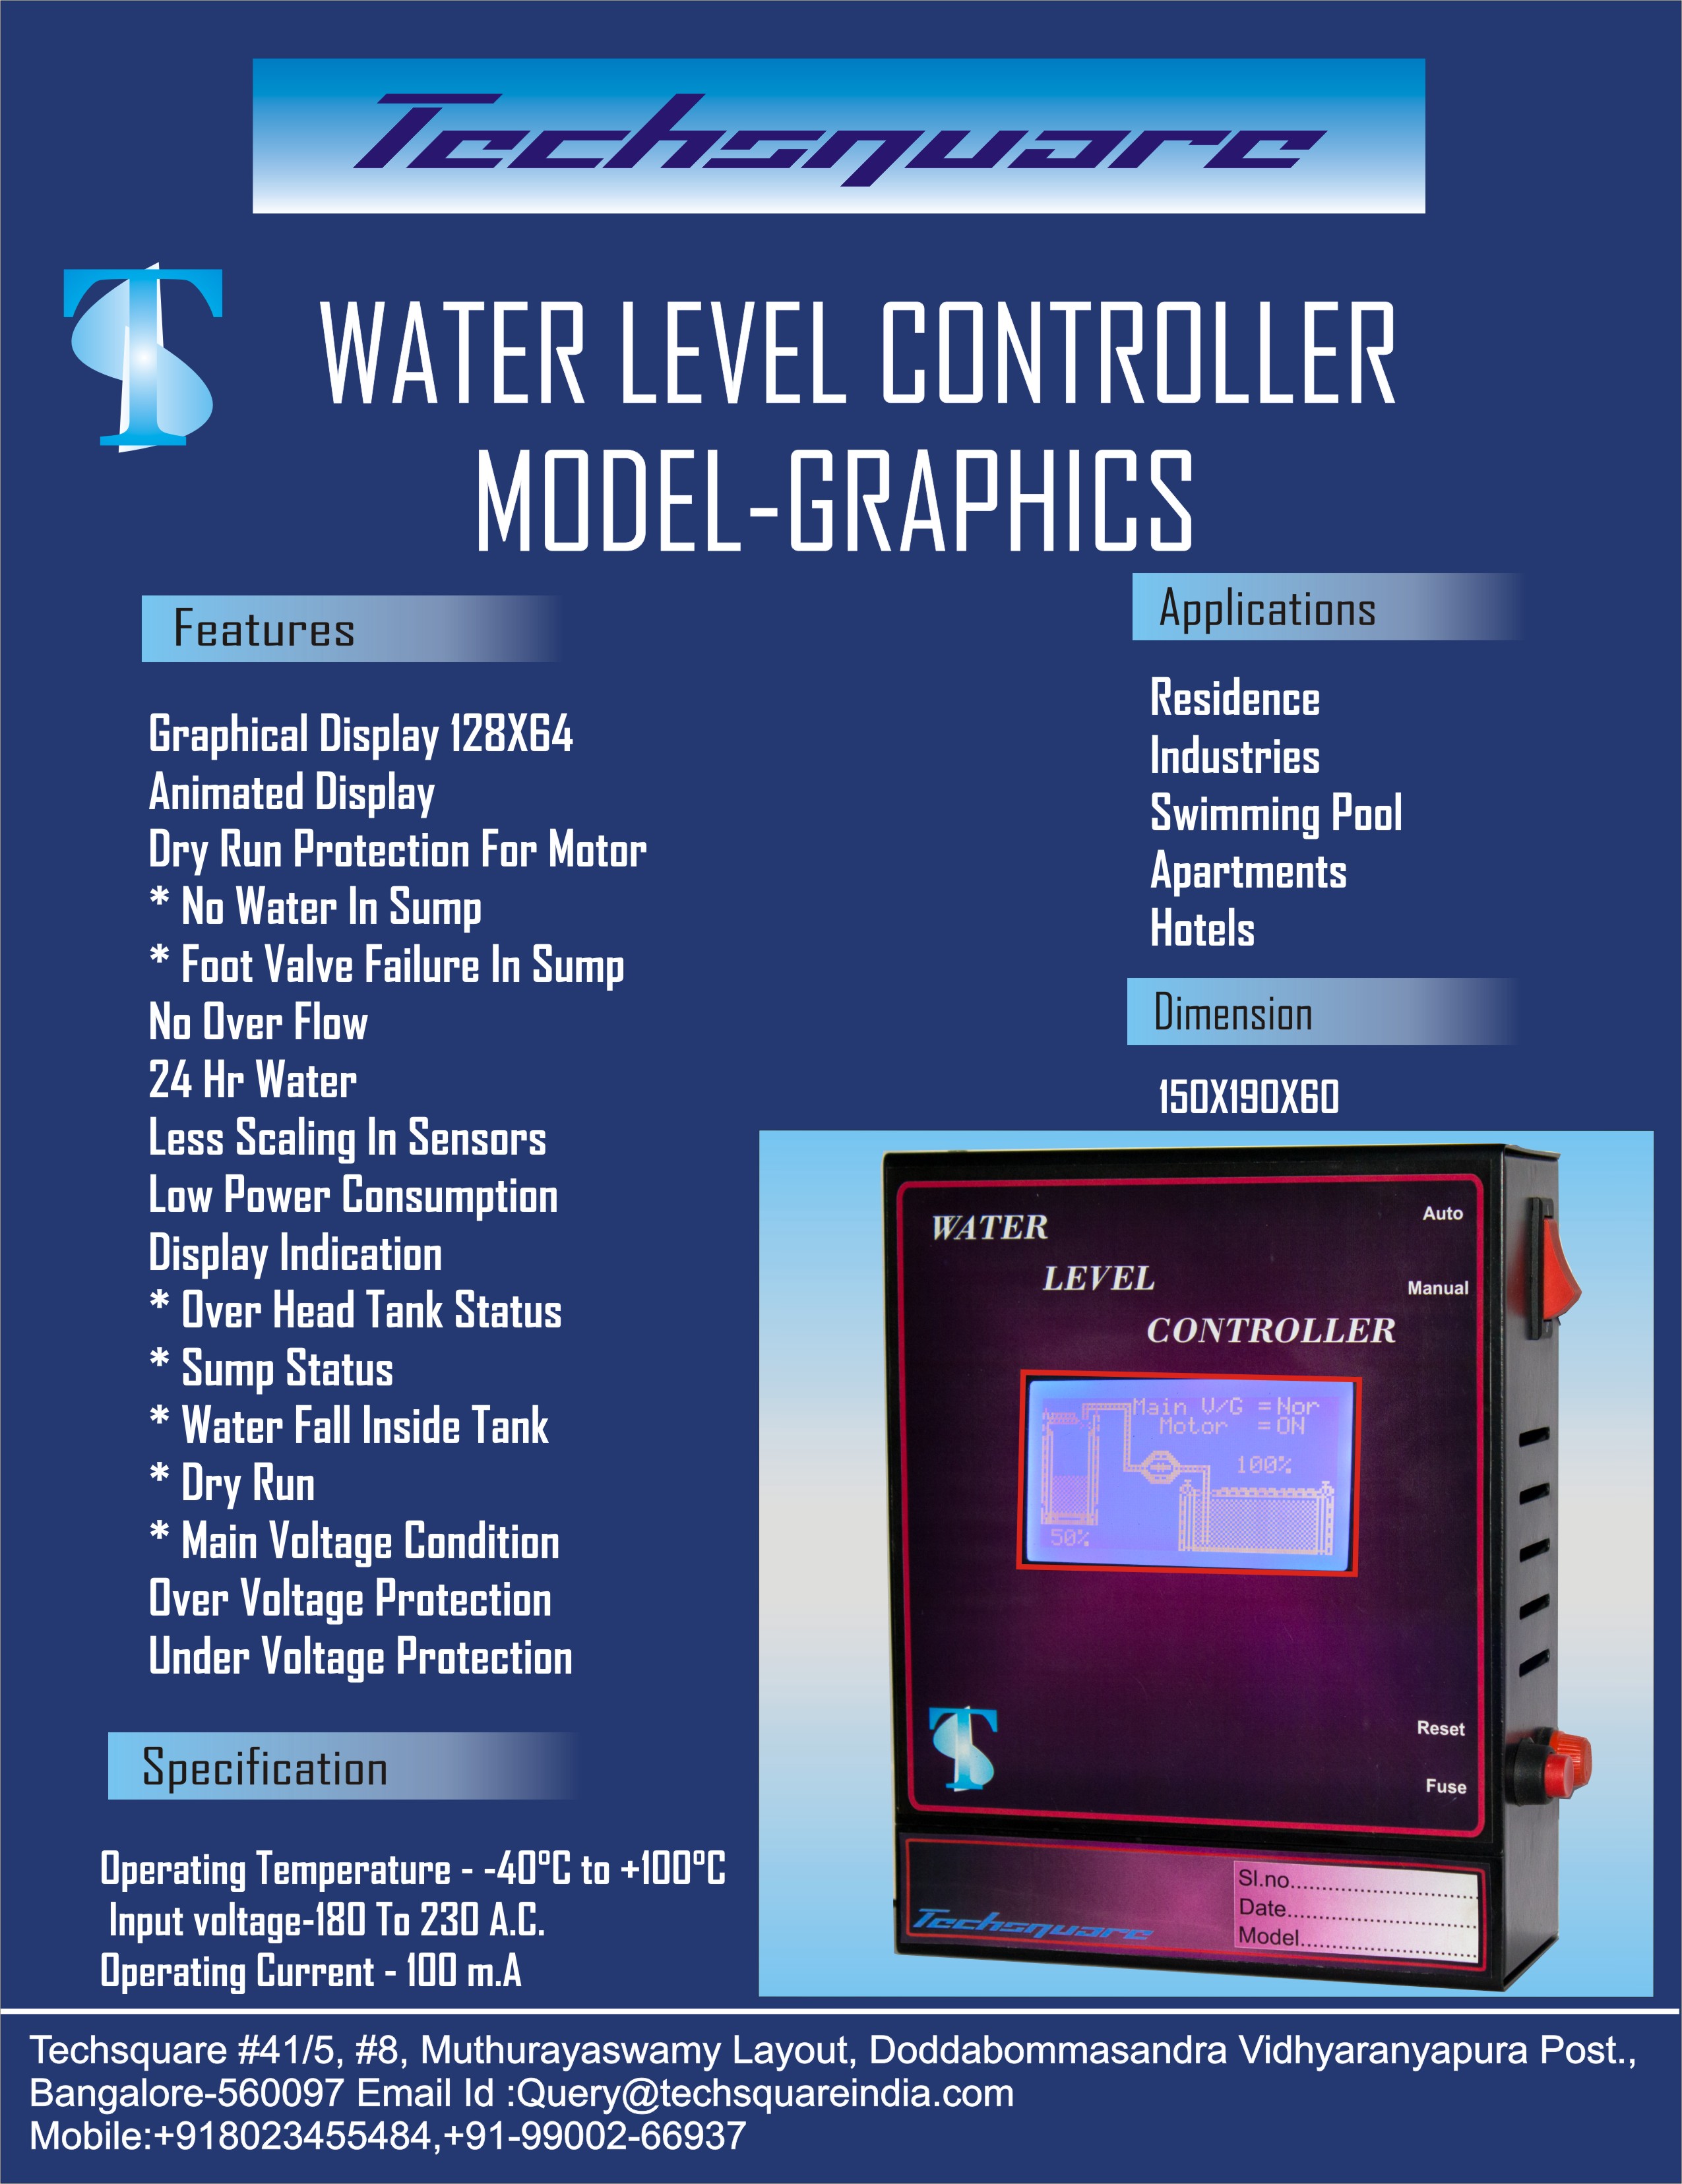 Techsquare
TS
WATER LEVEL CONTROLLER
MODEL-GRAPHICS
Features
Graphical Display 128X64
Animated Display
Dry Run Protection For Motor
* No Water In Sump
* Foot Valve Failure In Sump
No Over Flow
24 Hr Water
Less Scaling In Sensors
Low Power Consumption
Display Indication
* Over Head Tank Status
* Sump Status
* Water Fall Inside Tank
* Dry Run
* Main Voltage Condition
Over Voltage Protection
Under Voltage Protection
Specification
Operating Temperature - -40°C to +100°C
Input voltage-180 To 230 A.C.
Operating Current - 100 m.A
Applications
Residence
Industries
Swimming Pool
Apartments
Hotels
Dimension
150X190X60
WATER
LEVEL
CONTROLLER
Auto
Manual
Main V/G =Nor
Motor =ON
100%
50%
TS
Reset
Fuse
Techsquare
Sl.no.................................
Date.................................
Model...............................
Techsquare #41/5, #8, Muthurayaswamy Layout, Doddabommasandra Vidhyaranyapura Post.,
Bangalore-560097 Email Id :Query@techsquareindia.com
Mobile:+918023455484,+91-99002-66937